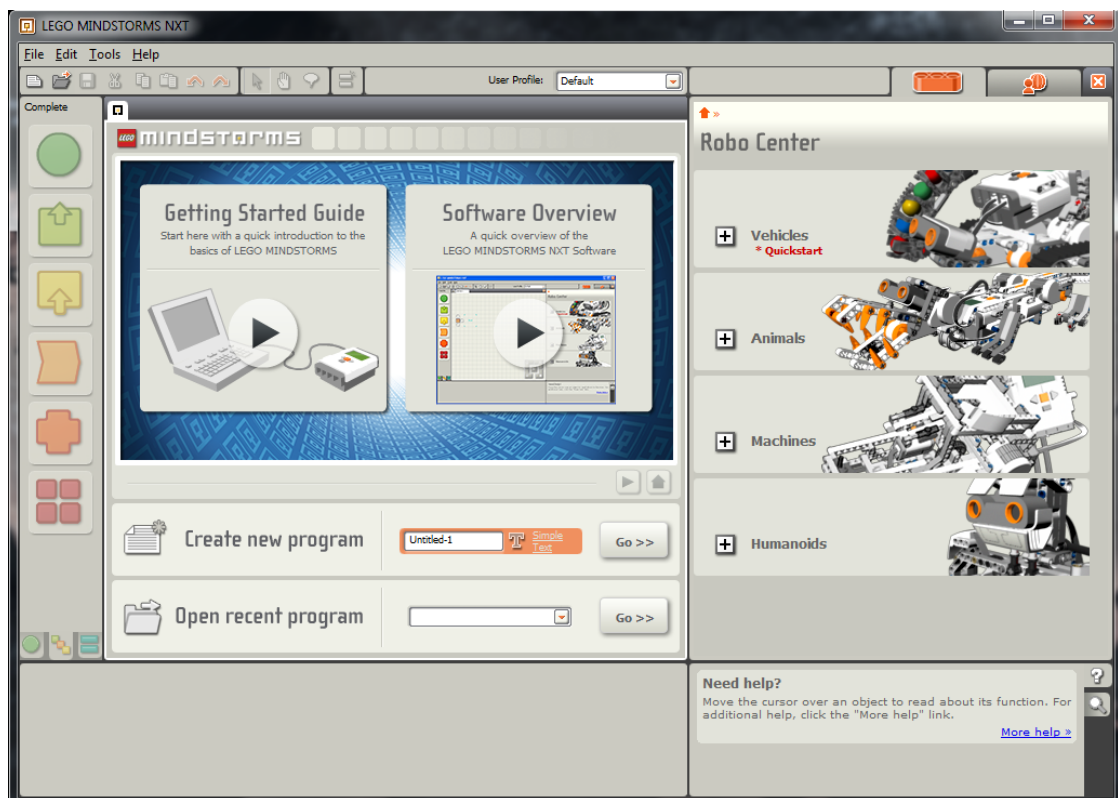 LEGO MINDSTORMS NXT
File Edit Tools Help
User Profile: Default
Complete
LEGO mindstorms
Getting Started Guide
Start here with a quick introduction to the
basics of LEGO MINDSTORMS
Software Overview
A quick overview of the
LEGO MINDSTORMS NXT Software
Create new program
Untitled-1
T Simple
Text
Go >>
Open recent program
Go >>
Robo Center
Vehicles
* Quickstart
Animals
Machines
Humanoids
Need help?
Move the cursor over an object to read about its function. For
additional help, click the "More help" link.
More help »